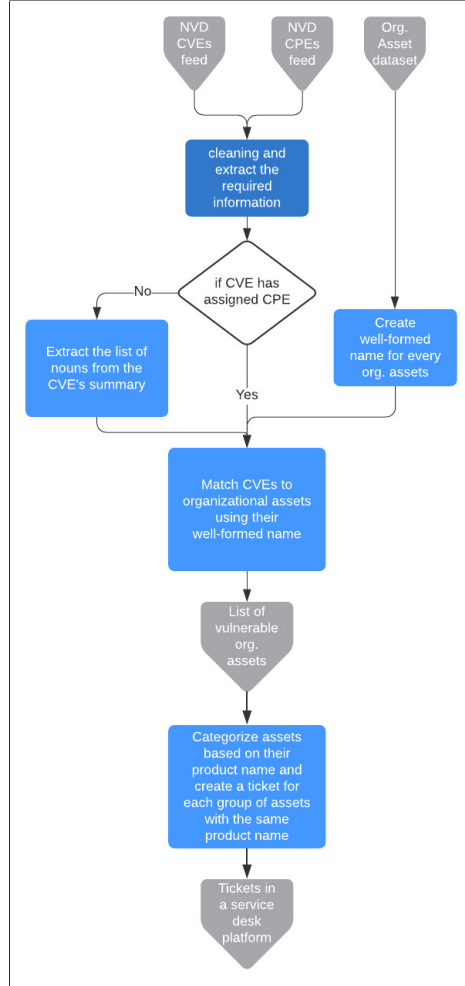 NVD
CVEs
feed
NVD
CPEs
feed
Org.
Asset
dataset
cleaning and
extract the
required
information
if CVE has
assigned CPE
No
Extract the list of
nouns from the
CVE's summary
Create
well-formed
name for every
org. assets
Yes
Match CVEs to
organizational assets
using their
well-formed name
List of
vulnerable
org.
assets
Categorize assets
based on their
product name and
create a ticket for
each group of assets
with the same
product name
Tickets in
a service
desk
platform